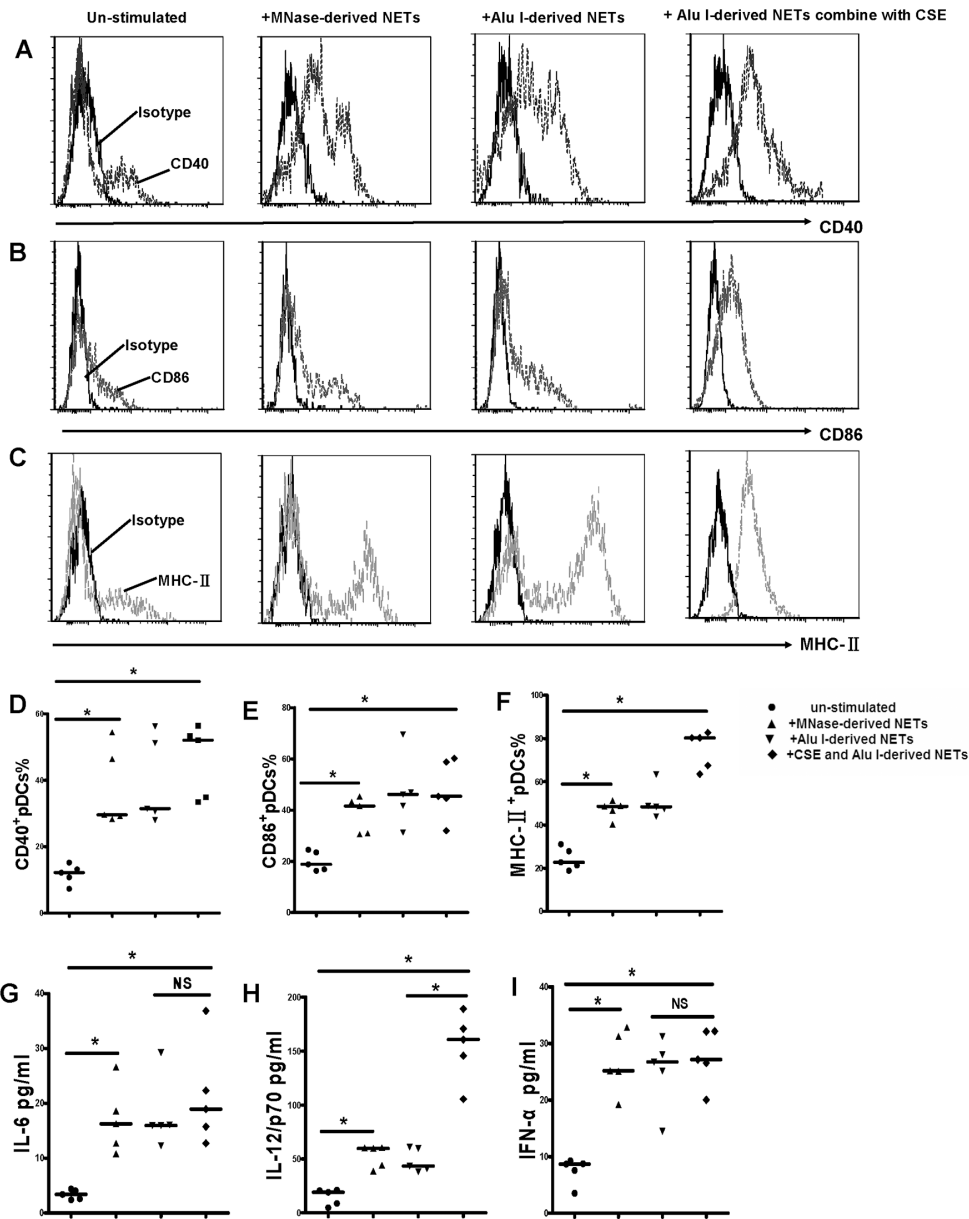 Un-stimulated
+MNase-derived NETs
+Alu I-derived NETs
+ Alu I-derived NETs combine with CSE
A
Isotype
CD40
CD40
B
Isotype
CD86
CD86
C
Isotype
MHC-Ⅱ
MHC-Ⅱ
D
*
*
CD40+pDCs%
60
40
20
0
E
*
*
CD86+pDCs%
80
60
40
20
0
F
*
*
MHC-Ⅱ +pDCs%
100
80
60
40
20
0
un-stimulated
+MNase-derived NETs
+Alu I-derived NETs
+CSE and Alu I-derived NETs
G
*
NS
*
IL-6 pg/ml
40
30
20
10
0
H
*
*
*
IL-12/p70 pg/ml
200
150
100
50
0
I
*
*
NS
IFN-α pg/ml
40
30
20
10
0